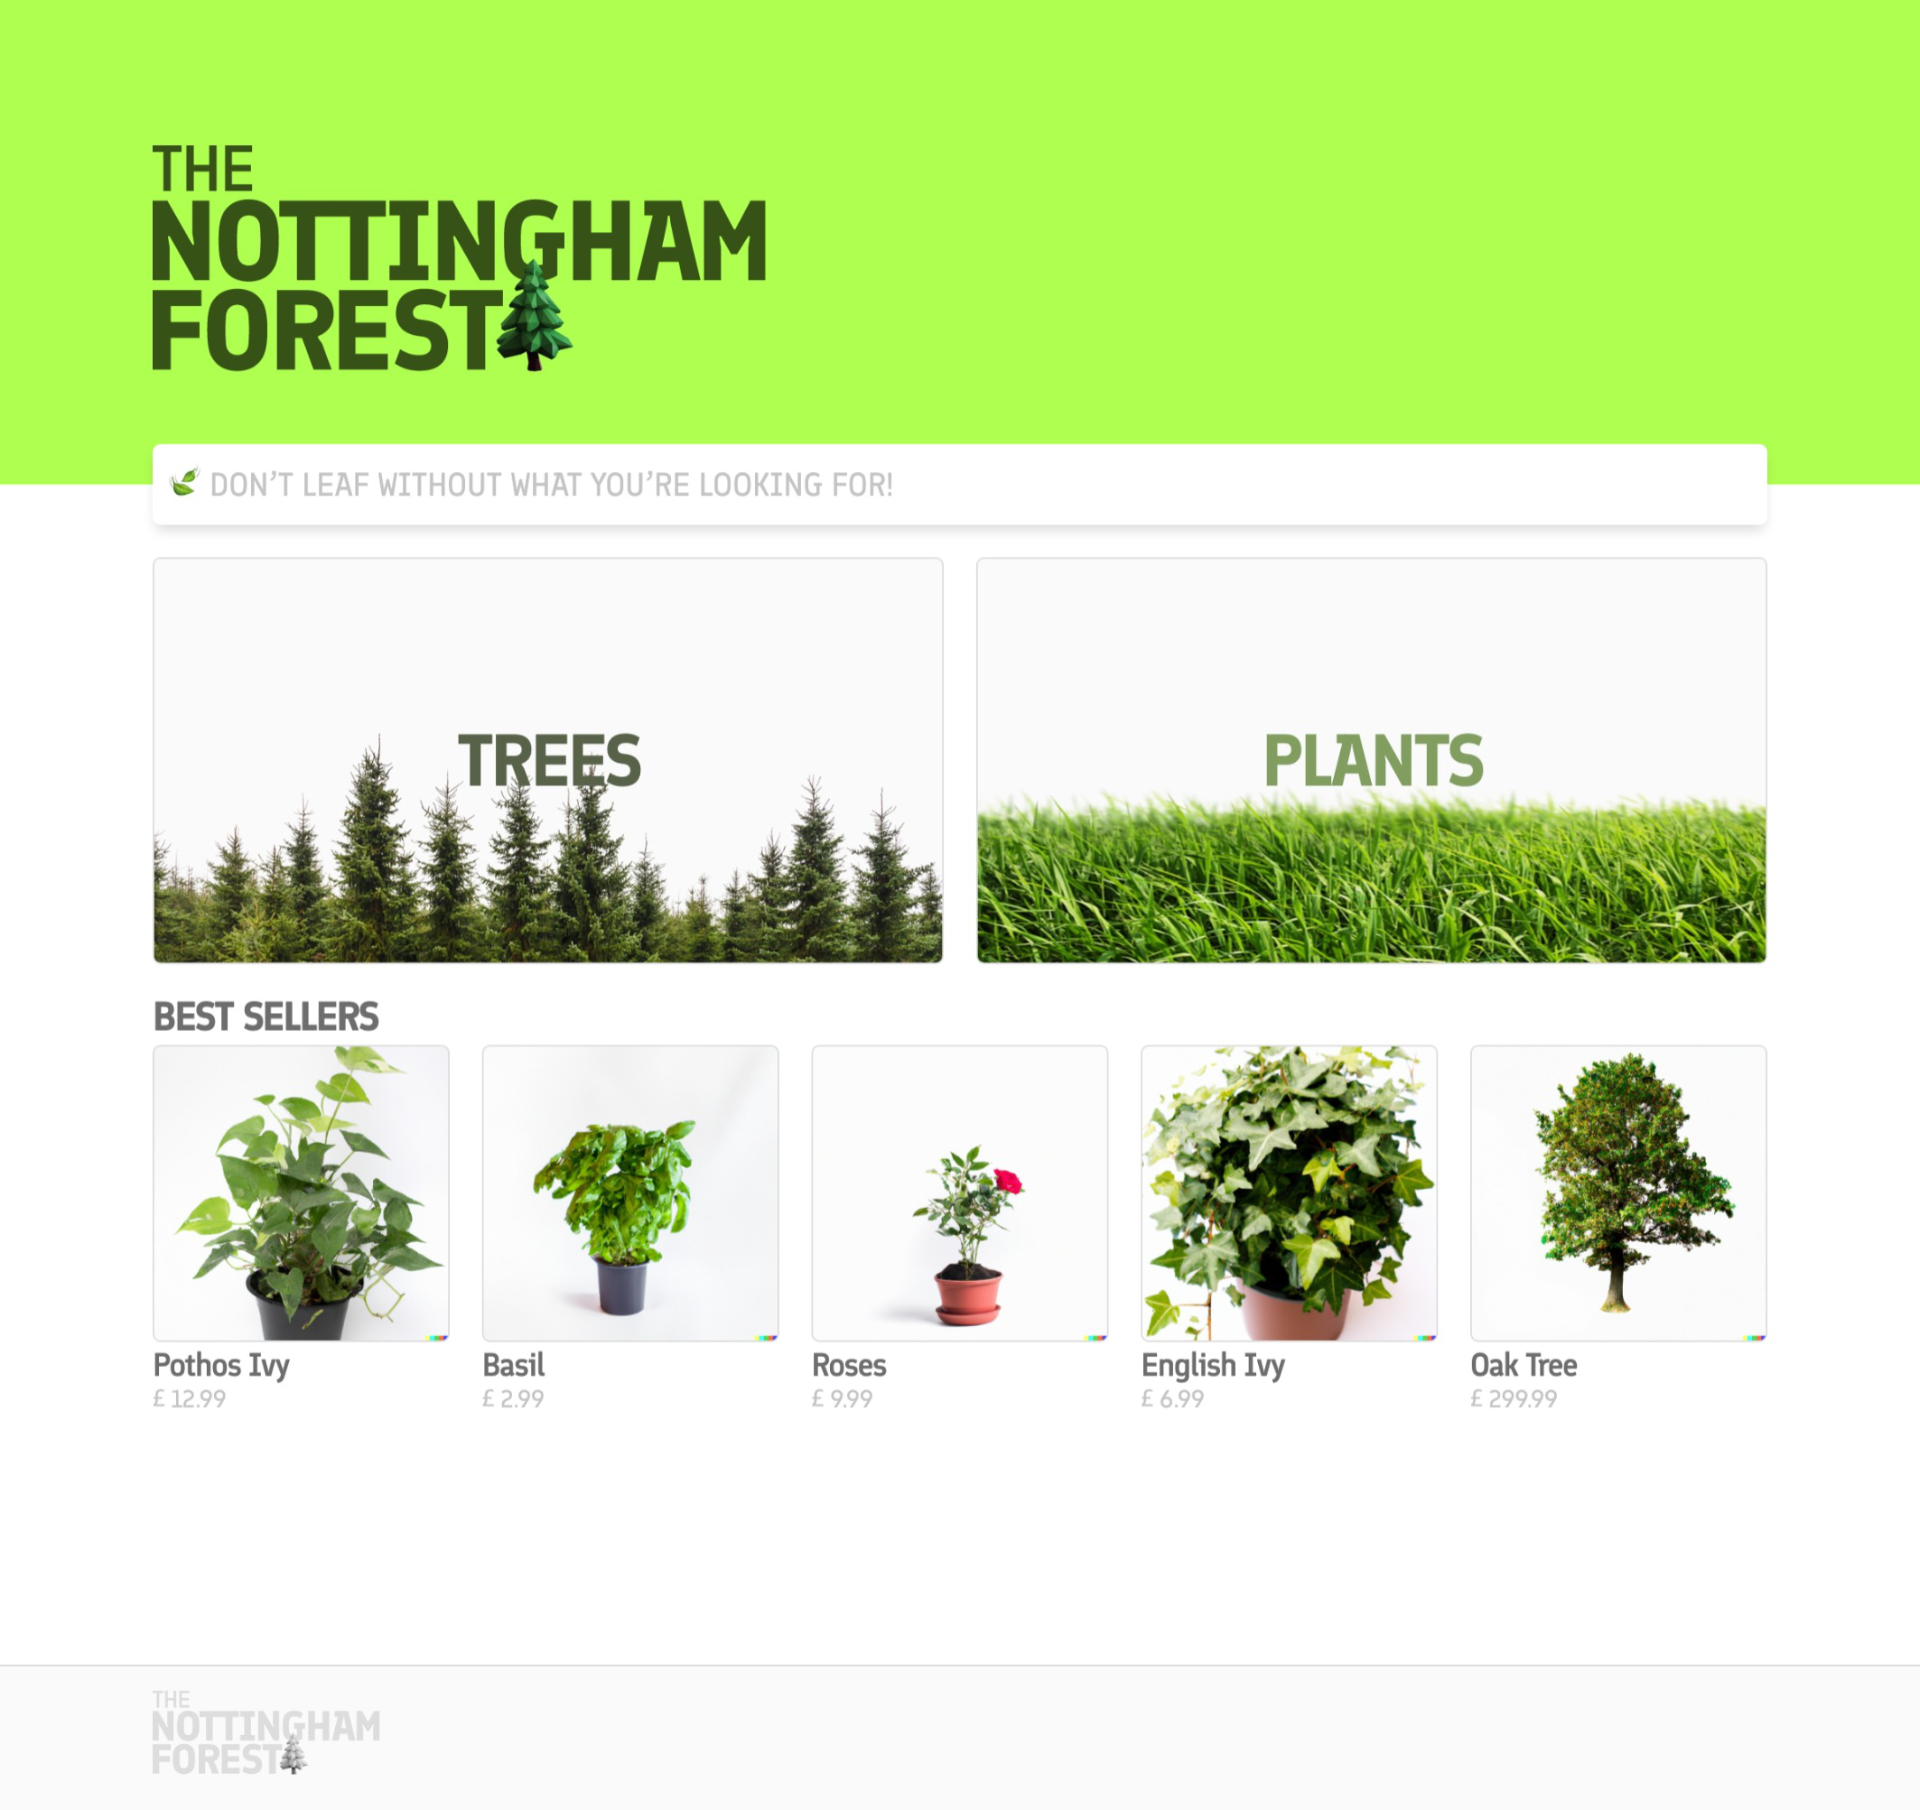 THE
NOTTINGHAM
FOREST
DON’T LEAF WITHOUT WHAT YOU’RE LOOKING FOR!
TREES
PLANTS
BEST SELLERS
Pothos Ivy
£ 12.99
Basil
£ 2.99
Roses
£ 9.99
English Ivy
£ 6.99
Oak Tree
£ 299.99
THE
NOTTINGHAM
FOREST